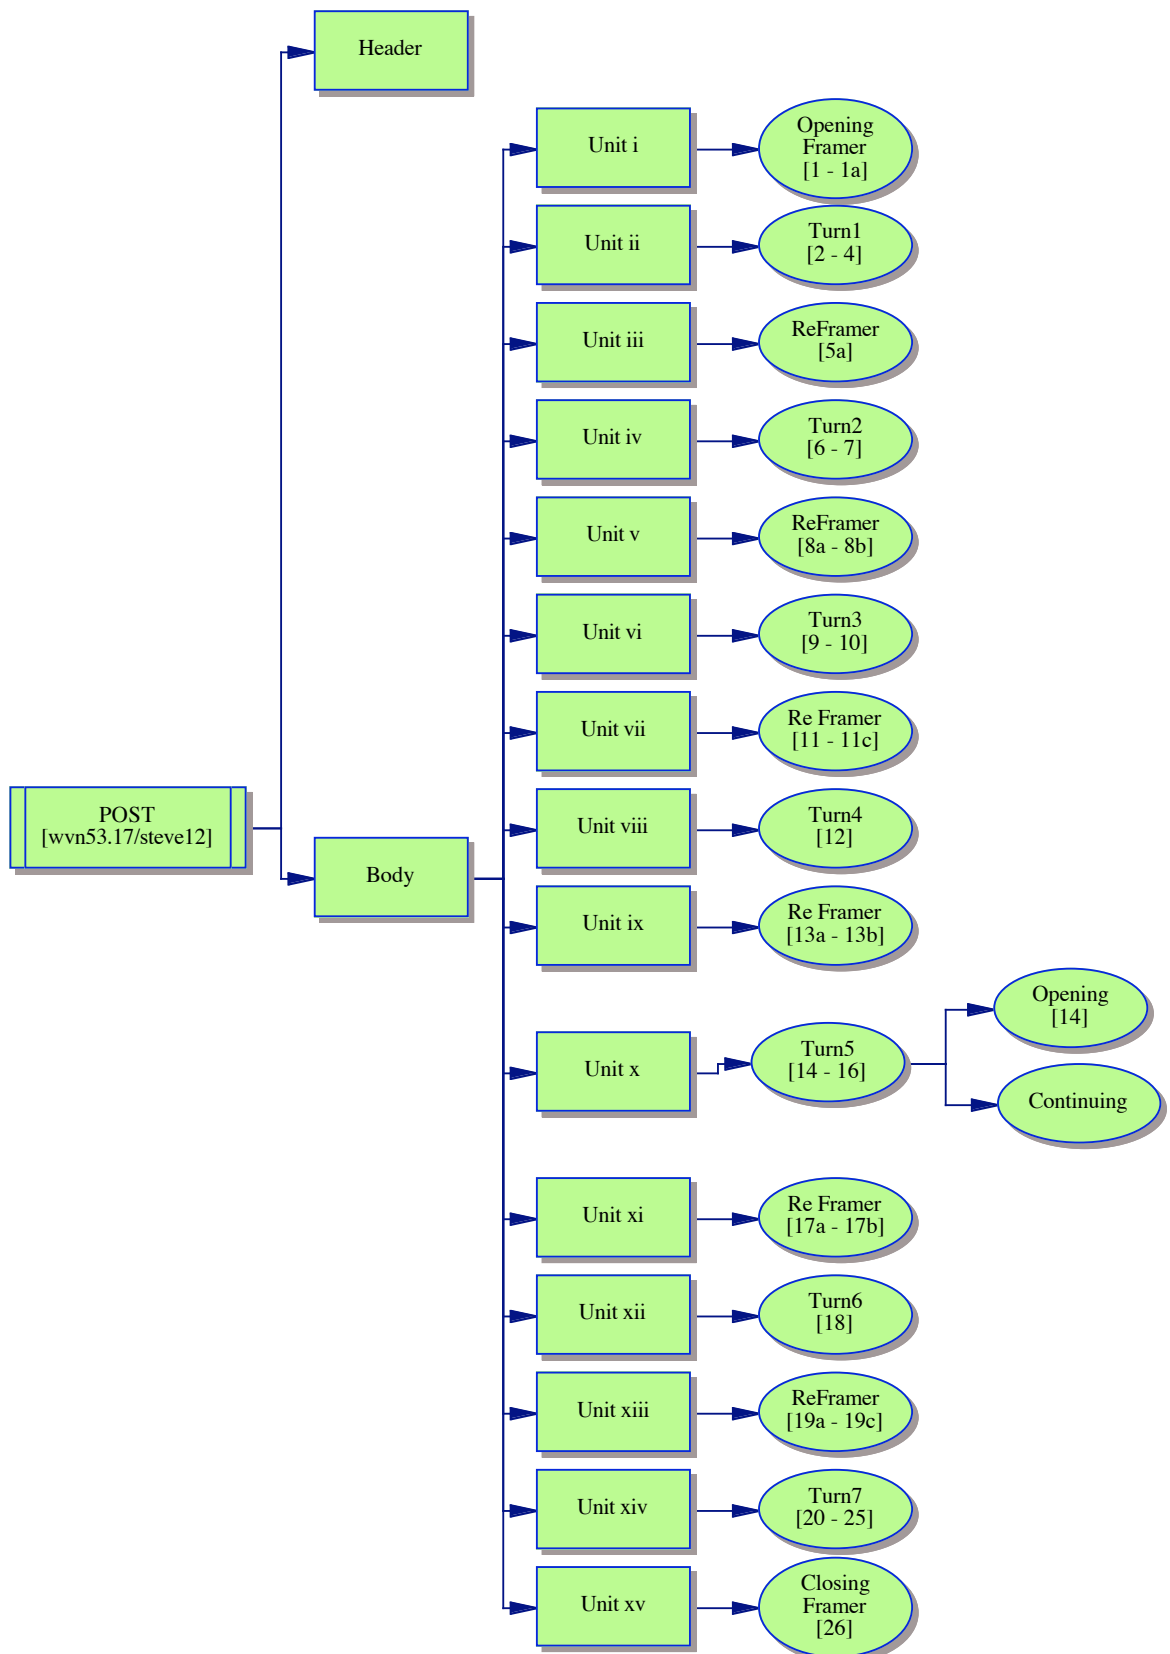 Header
Unit i
Opening
Framer
[1 - 1a]
Unit ii
Turn1
[2 - 4]
Unit iii
ReFramer
[5a]
Unit iv
Turn2
[6 - 7]
Unit v
ReFramer
[8a - 8b]
Unit vi
Turn3
[9 - 10]
Unit vii
Re Framer
[11 - 11c]
POST
[wvn53.17/steve12]
Unit viii
Turn4
[12]
Body
Unit ix
Re Framer
[13a - 13b]
Unit x
Turn5
[14 - 16]
Opening
[14]
Continuing
Unit xi
Re Framer
[17a - 17b]
Unit xii
Turn6
[18]
Unit xiii
ReFramer
[19a - 19c]
Unit xiv
Turn7
[20 - 25]
Unit xv
Closing
Framer
[26]